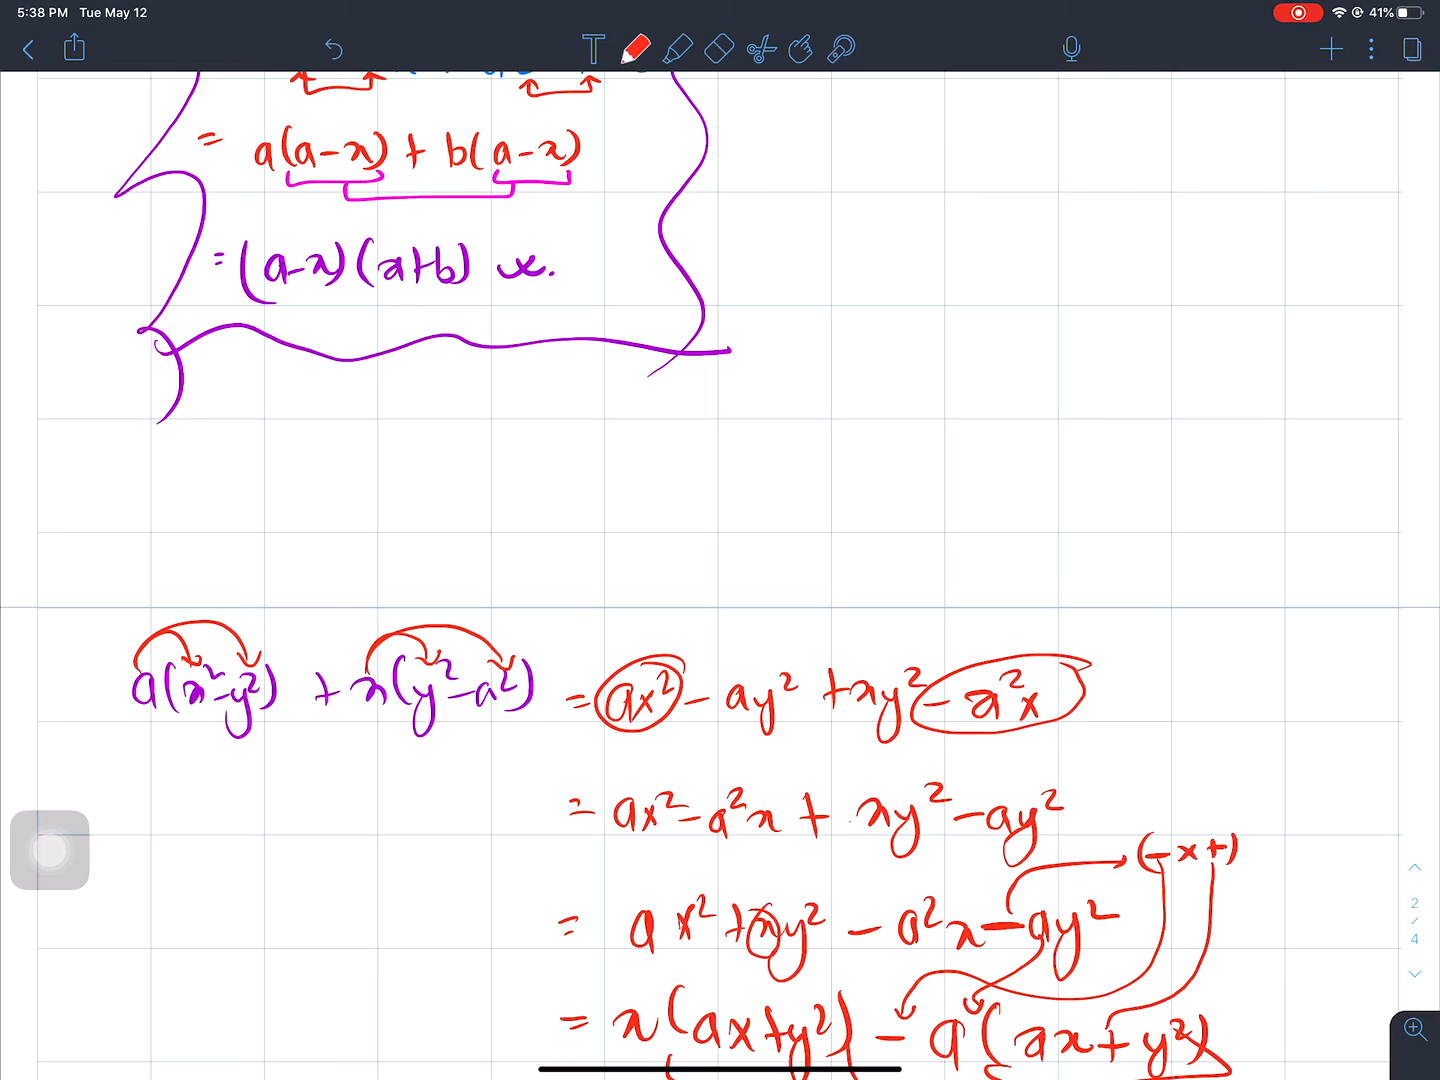 5:38 PM Tue May 12 41%
= a(a-x) + b(a-x)
= (a-x)(a+b)
a(x²-y²) + x(y²-a²) = ax² - ay² + xy² - a²x
= ax² - a²x + xy² - ay²
(- x +)
= ax² + xy² - a²x - ay²
= x(ax+y²) - a(ax+y²)
2
/
4